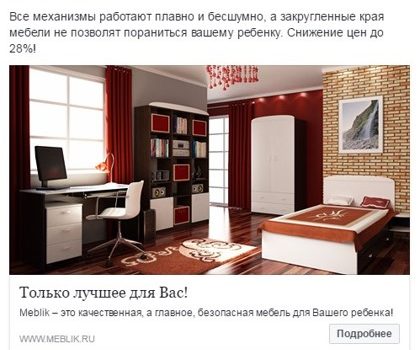 Все механизмы работают плавно и бесшумно, а закругленные края
мебели не позволят пораниться вашему ребенку. Снижение цен до
28%!
Только лучшее для Вас!
Meblik – это качественная, а главное, безопасная мебель для Вашего ребенка!
WWW.MEBLIK.RU
Подробнее